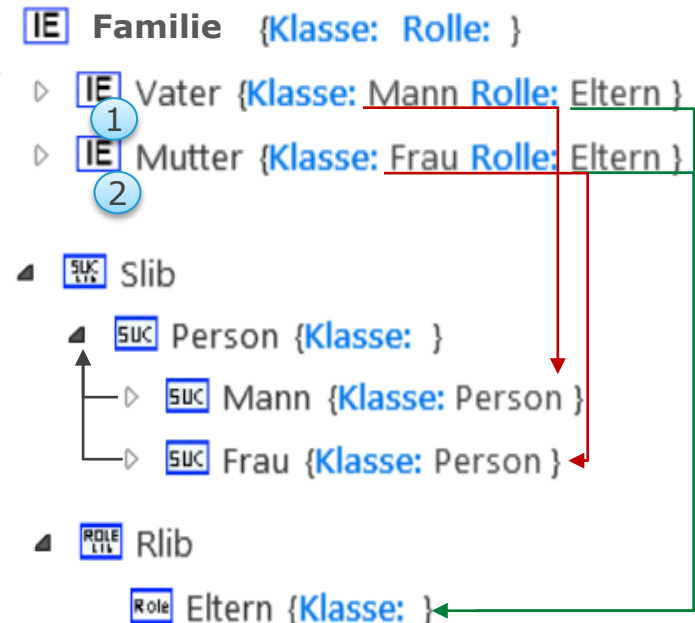 IE Familie {Klasse: Rolle: }
IE Vater {Klasse: Mann Rolle: Eltern }
1
IE Mutter {Klasse: Frau Rolle: Eltern }
2
SUC LIB Slib
SUC Person {Klasse: }
SUC Mann {Klasse: Person }
SUC Frau {Klasse: Person }
ROLE LIB Rlib
Role Eltern {Klasse: }